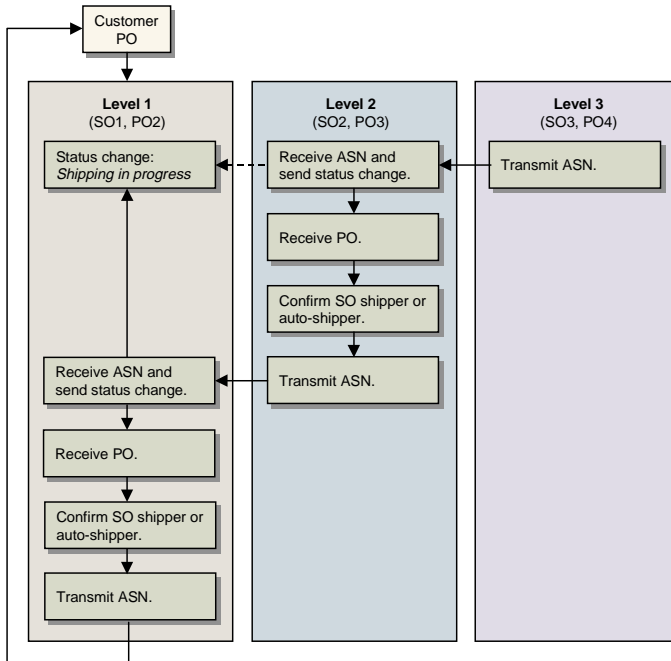 Customer
PO
Level 1
(SO1, PO2)
Status change:
Shipping in progress
Receive ASN and
send status change.
Receive PO.
Confirm SO shipper or
auto-shipper.
Transmit ASN.
Level 2
(SO2, PO3)
Receive ASN and
send status change.
Receive PO.
Confirm SO shipper or
auto-shipper.
Transmit ASN.
Level 3
(SO3, PO4)
Transmit ASN.